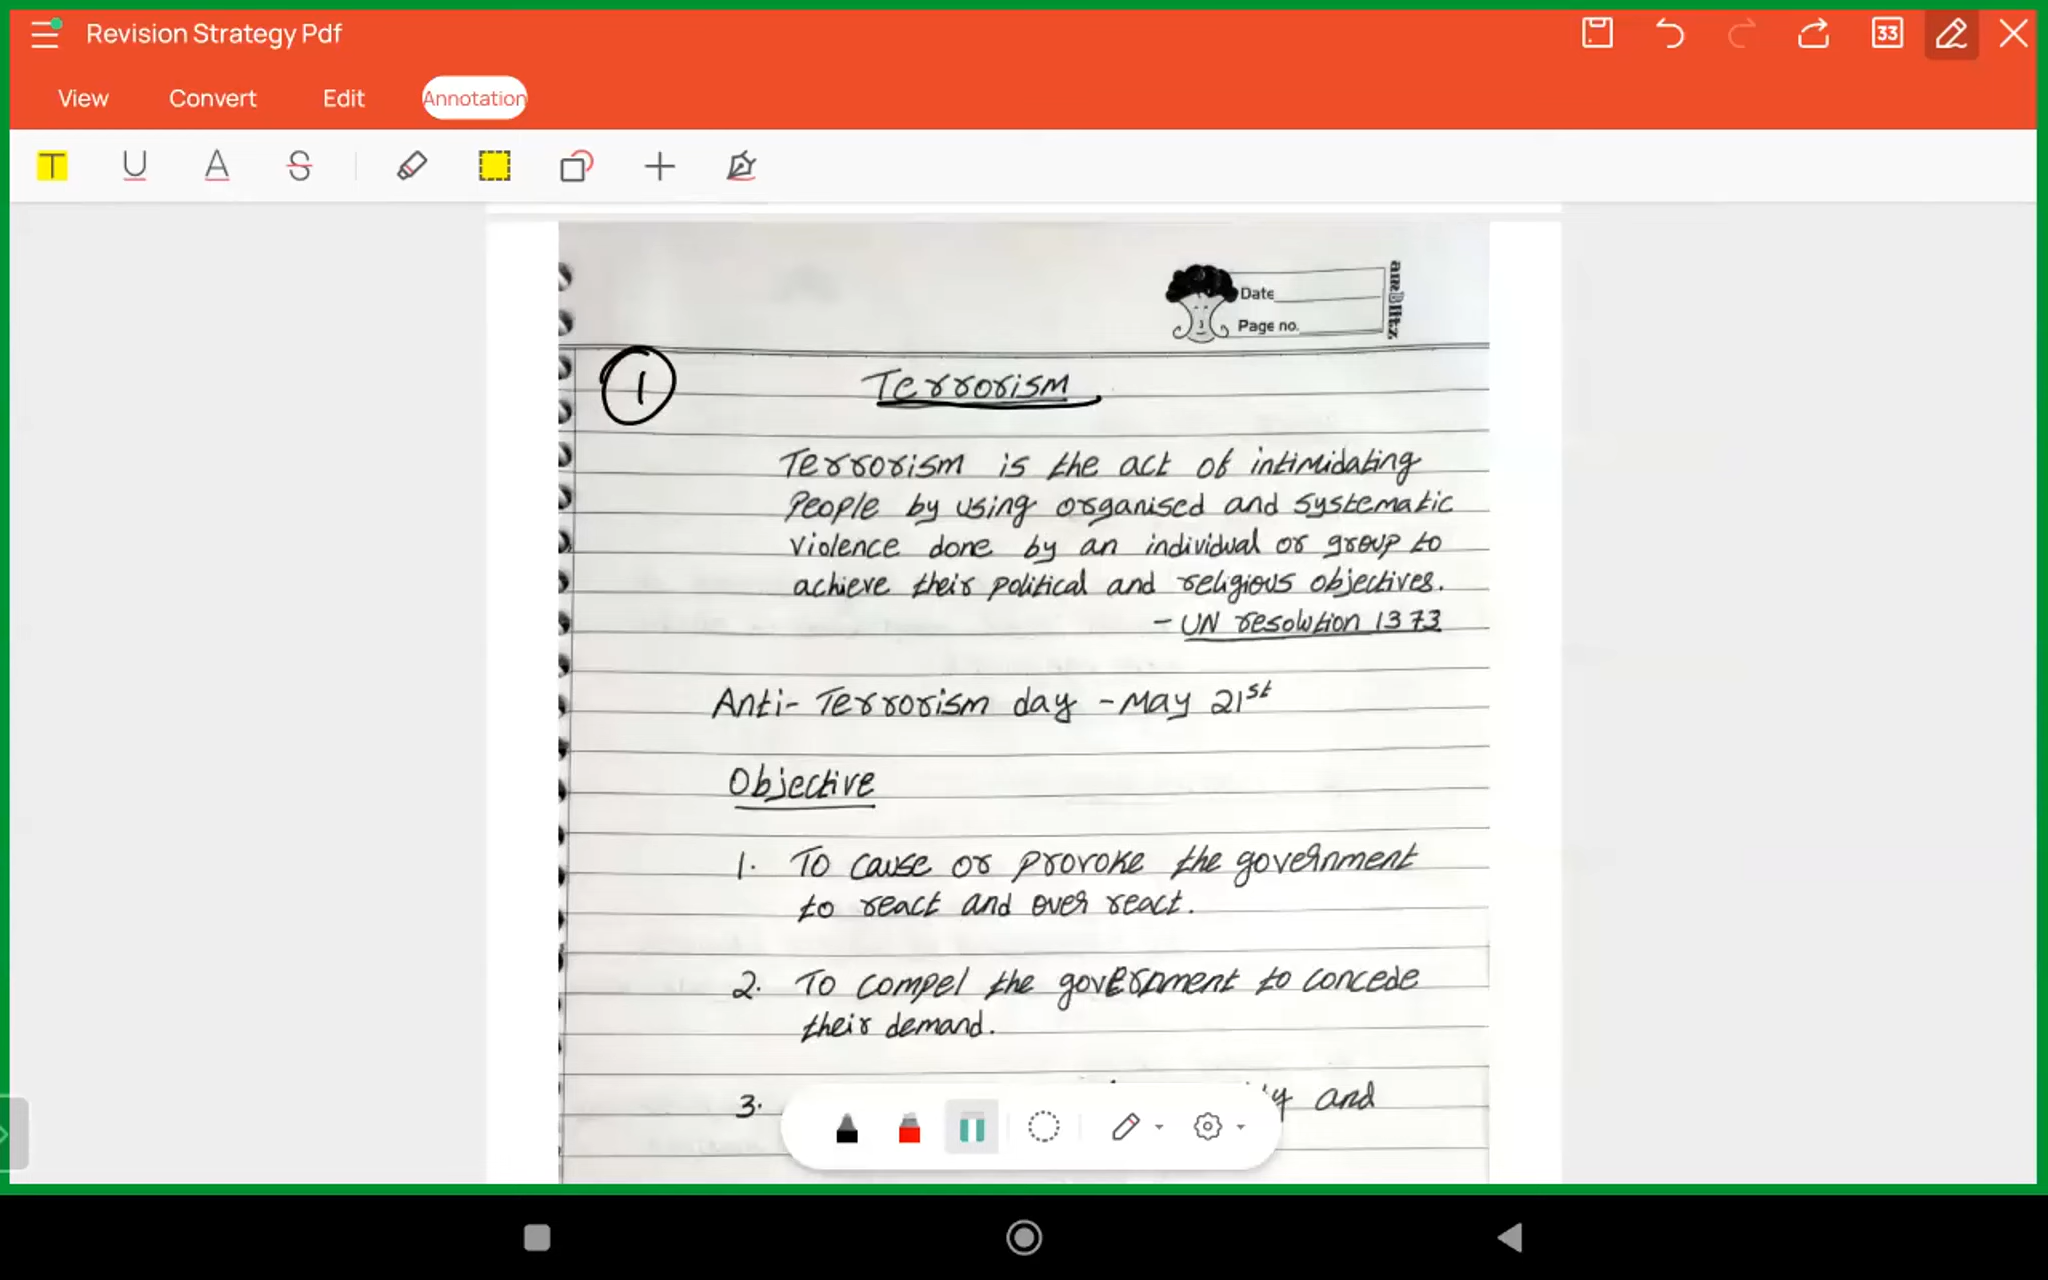 Revision Strategy Pdf
33
View Convert Edit Annotation
T U A S
Date
Page no.
amBlitz
1
Terrorism
Terrorism is the act of intimidating
People by using organised and systematic
violence done by an individual or group to
achieve their political and religious objectives.
- UN resolution 1373
Anti-Terrorism day - May 21st
Objective
1. To cause or provoke the government
to react and over react.
2. To compel the government to concede
their demand.
3.
and